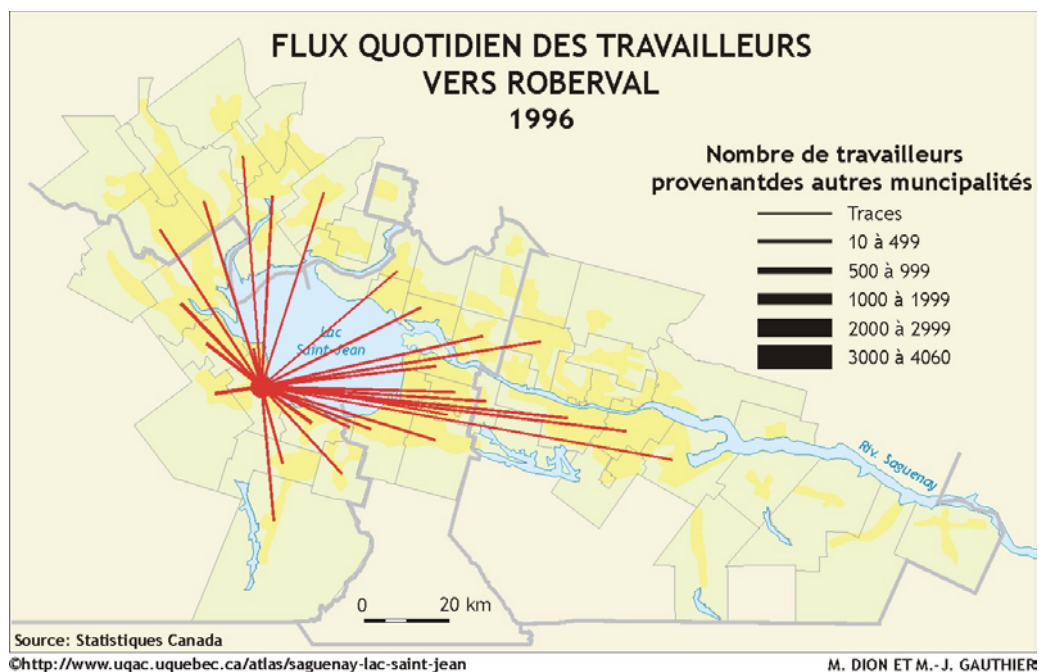 FLUX QUOTIDIEN DES TRAVAILLEURS
VERS ROBERVAL
1996
Nombre de travailleurs
provenantdes autres muncipalités
Traces
10 à 499
500 à 999
1000 à 1999
2000 à 2999
3000 à 4060
Lac
Saint-Jean
Riv. Saguenay
0 20 km
Source: Statistiques Canada
©http://www.uqac.uquebec.ca/atlas/saguenay-lac-saint-jean
M. DION ET M.-J. GAUTHIER